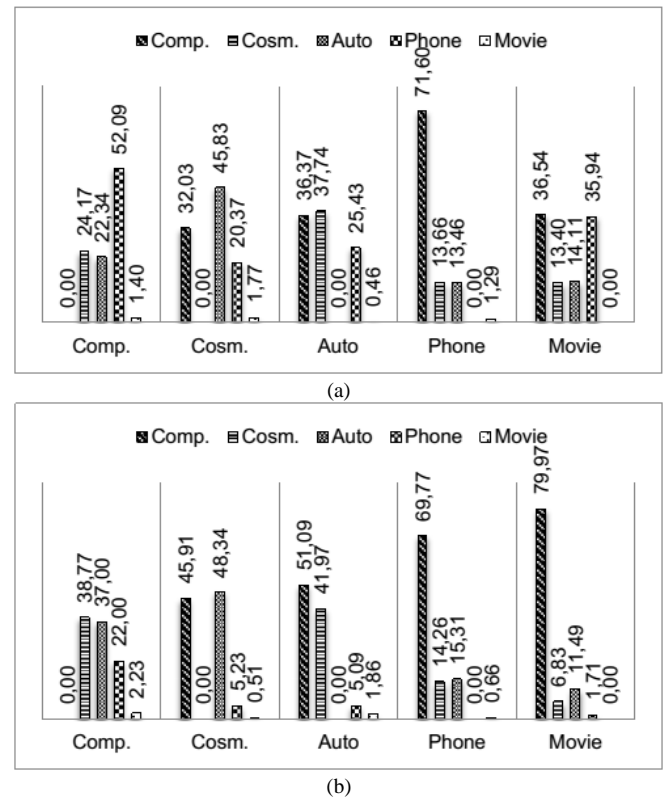 Comp. Cosm. Auto Phone Movie
0,00 24,17 22,34 52,09 1,40 32,03 0,00 45,83 20,37 1,77 36,37 37,74 0,00 25,43 0,46 71,60 13,66 13,46 0,00 1,29 36,54 13,40 14,11 35,94 0,00
Comp. Cosm. Auto Phone Movie
(a)
Comp. Cosm. Auto Phone Movie
0,00 38,77 37,00 22,00 2,23 45,91 0,00 48,34 5,23 0,51 51,09 41,97 0,00 5,09 1,86 69,77 14,26 15,31 0,00 0,66 79,97 6,83 11,49 1,71 0,00
Comp. Cosm. Auto Phone Movie
(b)